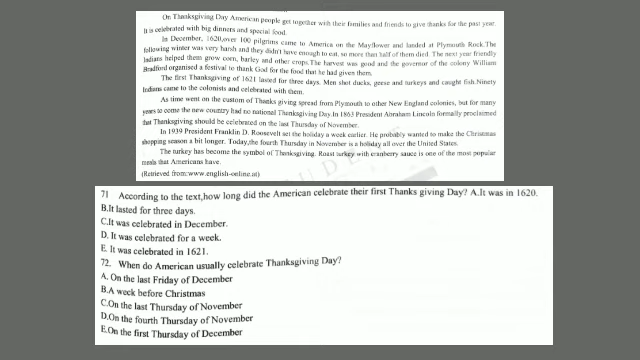 On Thanksgiving Day American people get together with their families and friends to give thanks for the past year.
It is celebrated with big dinners and special food.
In December, 1620,over 100 pilgrims came to America on the Mayflower and landed at Plymouth Rock.The
following winter was very harsh and they didn't have enough to eat, so more than half of them died. The next year friendly
Indians helped them grow corn, barley and other crops.The harvest was good and the governor of the colony William
Bradford organised a festival to thank God for the food that he had given them.
The first Thanksgiving of 1621 lasted for three days. Men shot ducks, geese and turkeys and caught fish.Ninety
Indians came to the colonists and celebrated with them.
As time went on the custom of Thanks giving spread from Plymouth to other New England colonies, but for many
years to come the new country had no national Thanksgiving Day.In 1863 President Abraham Lincoln formally proclaimed
that Thanksgiving should be celebrated on the last Thursday of November.
In 1939 President Franklin D. Roosevelt set the holiday a week earlier. He probably wanted to make the Christmas
shopping season a bit longer. Today,the fourth Thursday in November is a holiday all over the United States.
The turkey has become the symbol of Thanksgiving. Roast turkey with cranberry sauce is one of the most popular
meals that Americans have.
(Retrieved from:www.english-online.at)
71 According to the text,how long did the American celebrate their first Thanks giving Day? A.It was in 1620.
B.It lasted for three days.
C.It was celebrated in December.
D. It was celebrated for a week.
E. It was celebrated in 1621.
72. When do American usually celebrate Thanksgiving Day?
A. On the last Friday of December
B.A week before Christmas
C.On the last Thursday of November
D.On the fourth Thursday of November
E.On the first Thursday of December